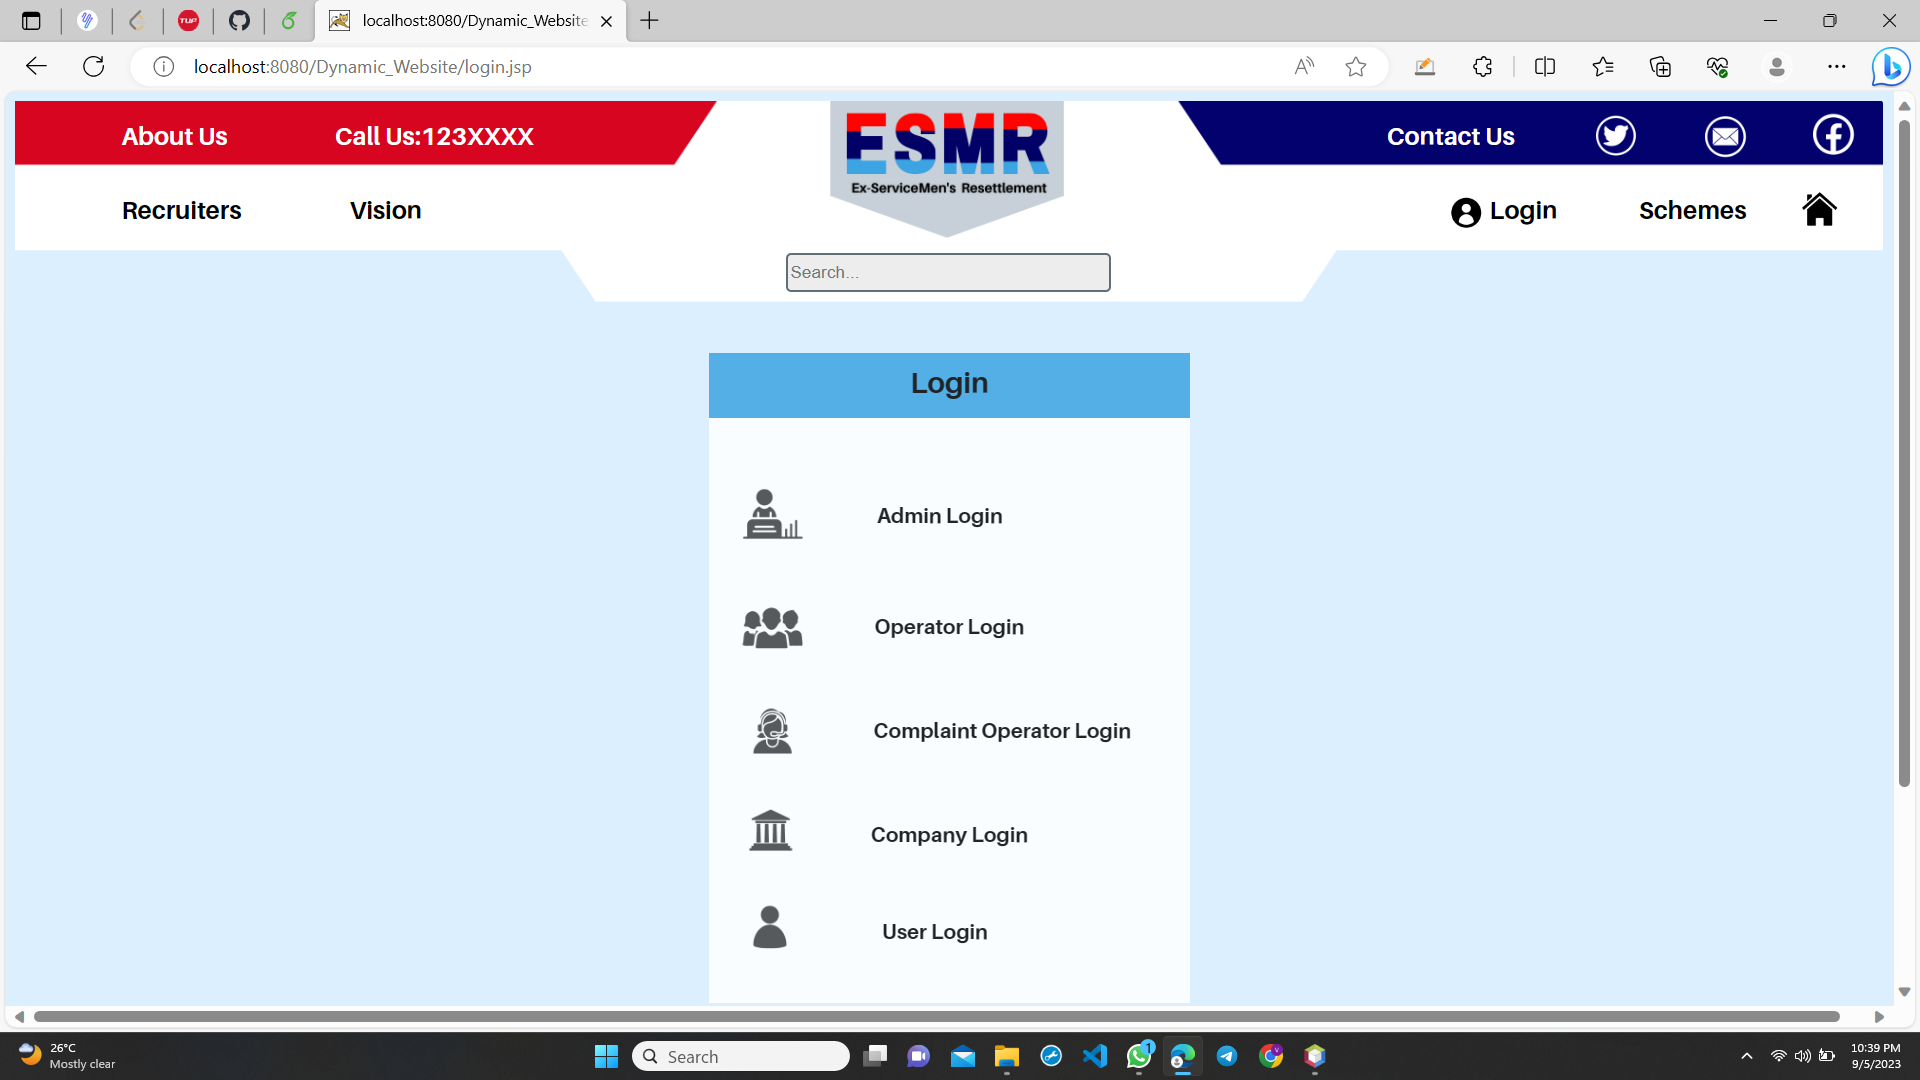 localhost:8080/Dynamic_Website
localhost:8080/Dynamic_Website/login.jsp
About Us
Call Us:123XXXX
ESMR
Ex-ServiceMen's Resettlement
Contact Us
Recruiters
Vision
Login
Schemes
Search...
Login
Admin Login
Operator Login
Complaint Operator Login
Company Login
User Login
26°C
Mostly clear
Search
1
10:39 PM
9/5/2023